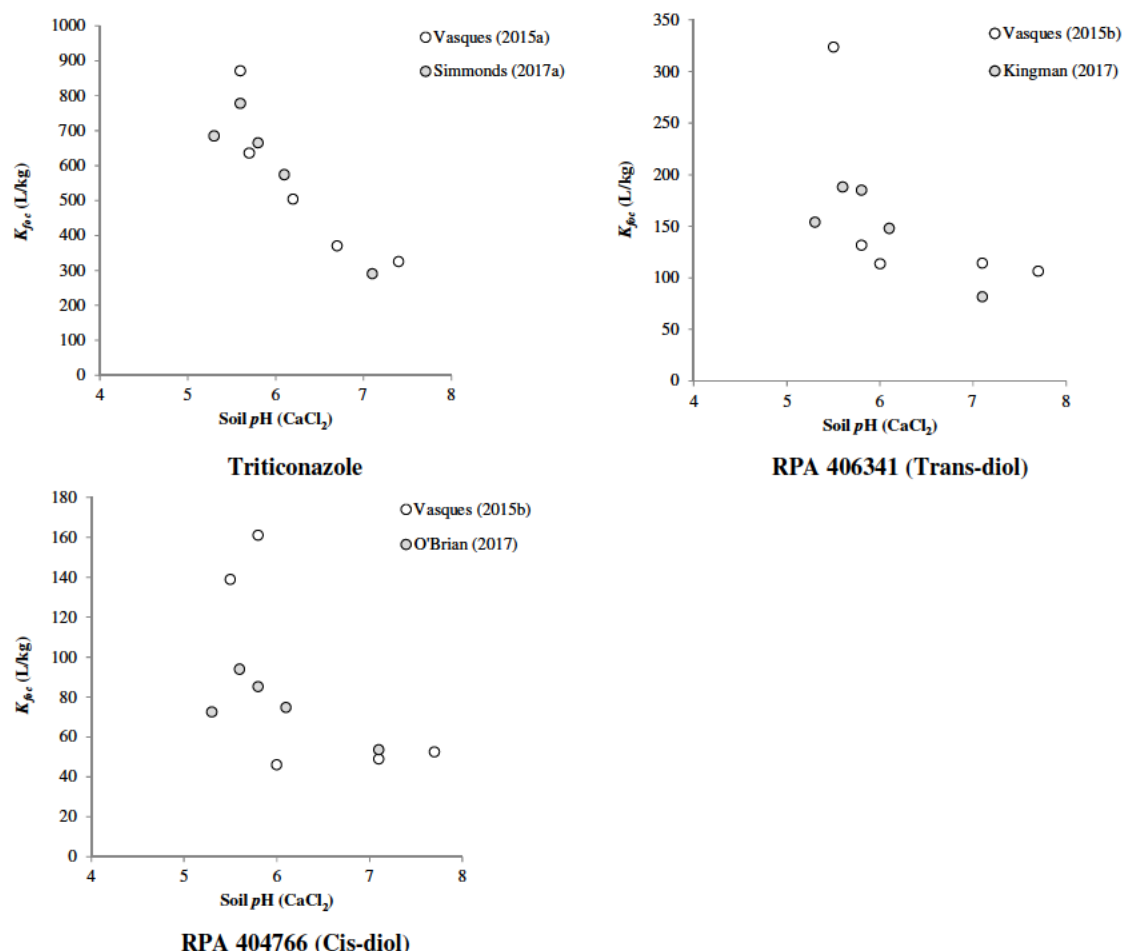 1000
900
800
700
600
500
400
300
200
100
0
K_foc (L/kg)
4 5 6 7 8
Soil pH (CaCl₂)
Vasques (2015a)
Simmonds (2017a)
Triticonazole
350
300
250
200
150
100
50
0
K_foc (L/kg)
4 5 6 7 8
Soil pH (CaCl₂)
Vasques (2015b)
Kingman (2017)
RPA 406341 (Trans-diol)
180
160
140
120
100
80
60
40
20
0
K_foc (L/kg)
4 5 6 7 8
Soil pH (CaCl₂)
Vasques (2015b)
O'Brian (2017)
RPA 404766 (Cis-diol)